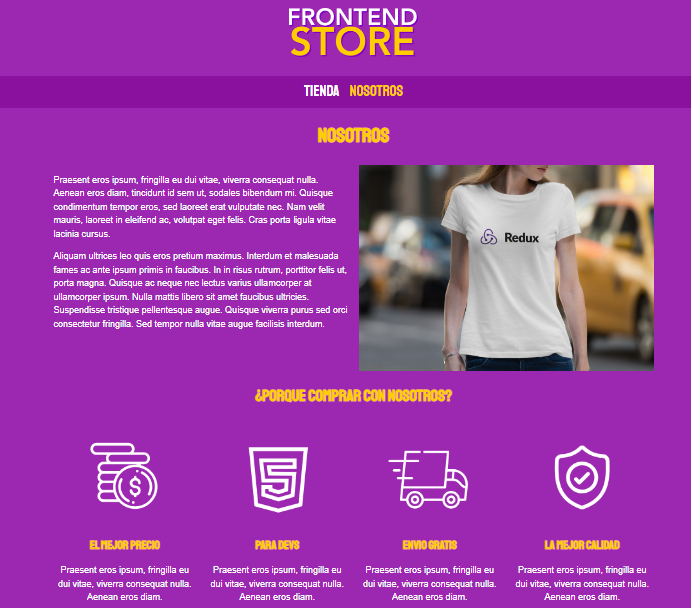 FRONTEND
STORE
TIENDA NOSOTROS
NOSOTROS
Praesent eros ipsum, fringilla eu dui vitae, viverra consequat nulla.
Aenean eros diam, tincidunt id sem ut, sodales bibendum mi. Quisque
condimentum tempor eros, sed laoreet erat vulputate nec. Nam velit
mauris, laoreet in eleifend ac, volutpat eget felis. Cras porta ligula vitae
lacinia cursus.
Aliquam ultrices leo quis eros pretium maximus. Interdum et malesuada
fames ac ante ipsum primis in faucibus. In in risus rutrum, porttitor felis ut,
porta magna. Quisque ac neque nec lectus varius ullamcorper at
ullamcorper ipsum. Nulla mattis libero sit amet faucibus ultricies.
Suspendisse tristique pellentesque augue. Quisque viverra purus sed orci
consectetur fringilla. Sed tempor nulla vitae augue facilisis interdum.
Redux
¿PORQUE COMPRAR CON NOSOTROS?
$
5
EL MEJOR PRECIO
Praesent eros ipsum, fringilla eu
dui vitae, viverra consequat nulla.
Aenean eros diam.
PARA DEVS
Praesent eros ipsum, fringilla eu
dui vitae, viverra consequat nulla.
Aenean eros diam.
ENVIO GRATIS
Praesent eros ipsum, fringilla eu
dui vitae, viverra consequat nulla.
Aenean eros diam.
LA MEJOR CALIDAD
Praesent eros ipsum, fringilla eu
dui vitae, viverra consequat nulla.
Aenean eros diam.